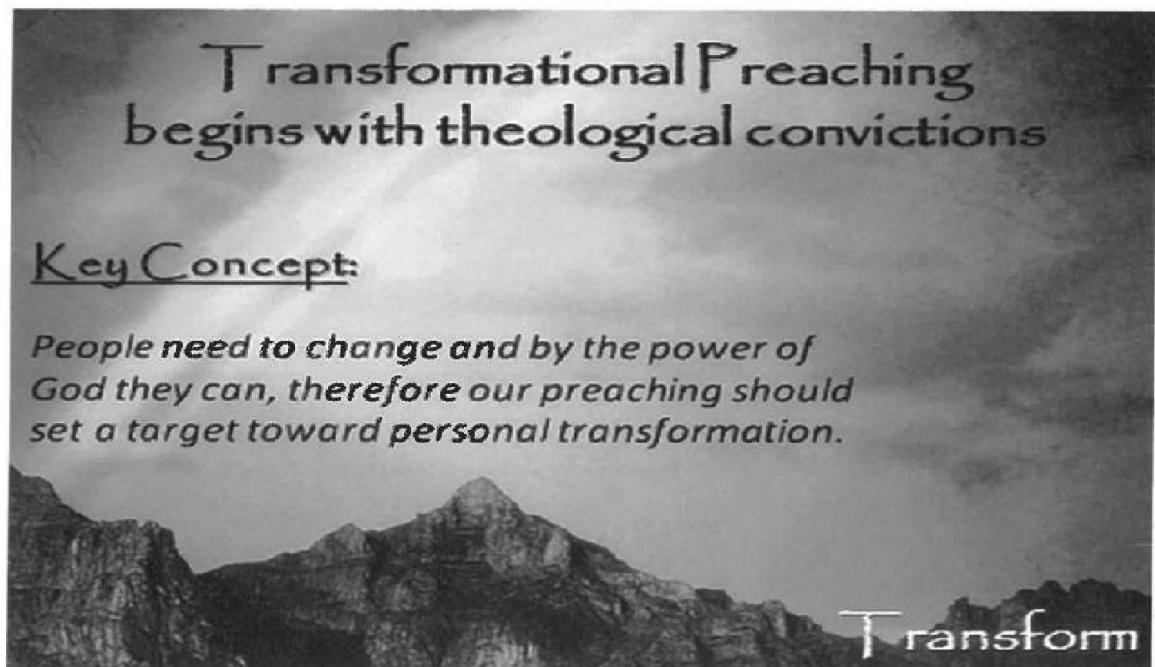 Transformational Preaching
begins with theological convictions
Key Concept:
People need to change and by the power of
God they can, therefore our preaching should
set a target toward personal transformation.
Transform